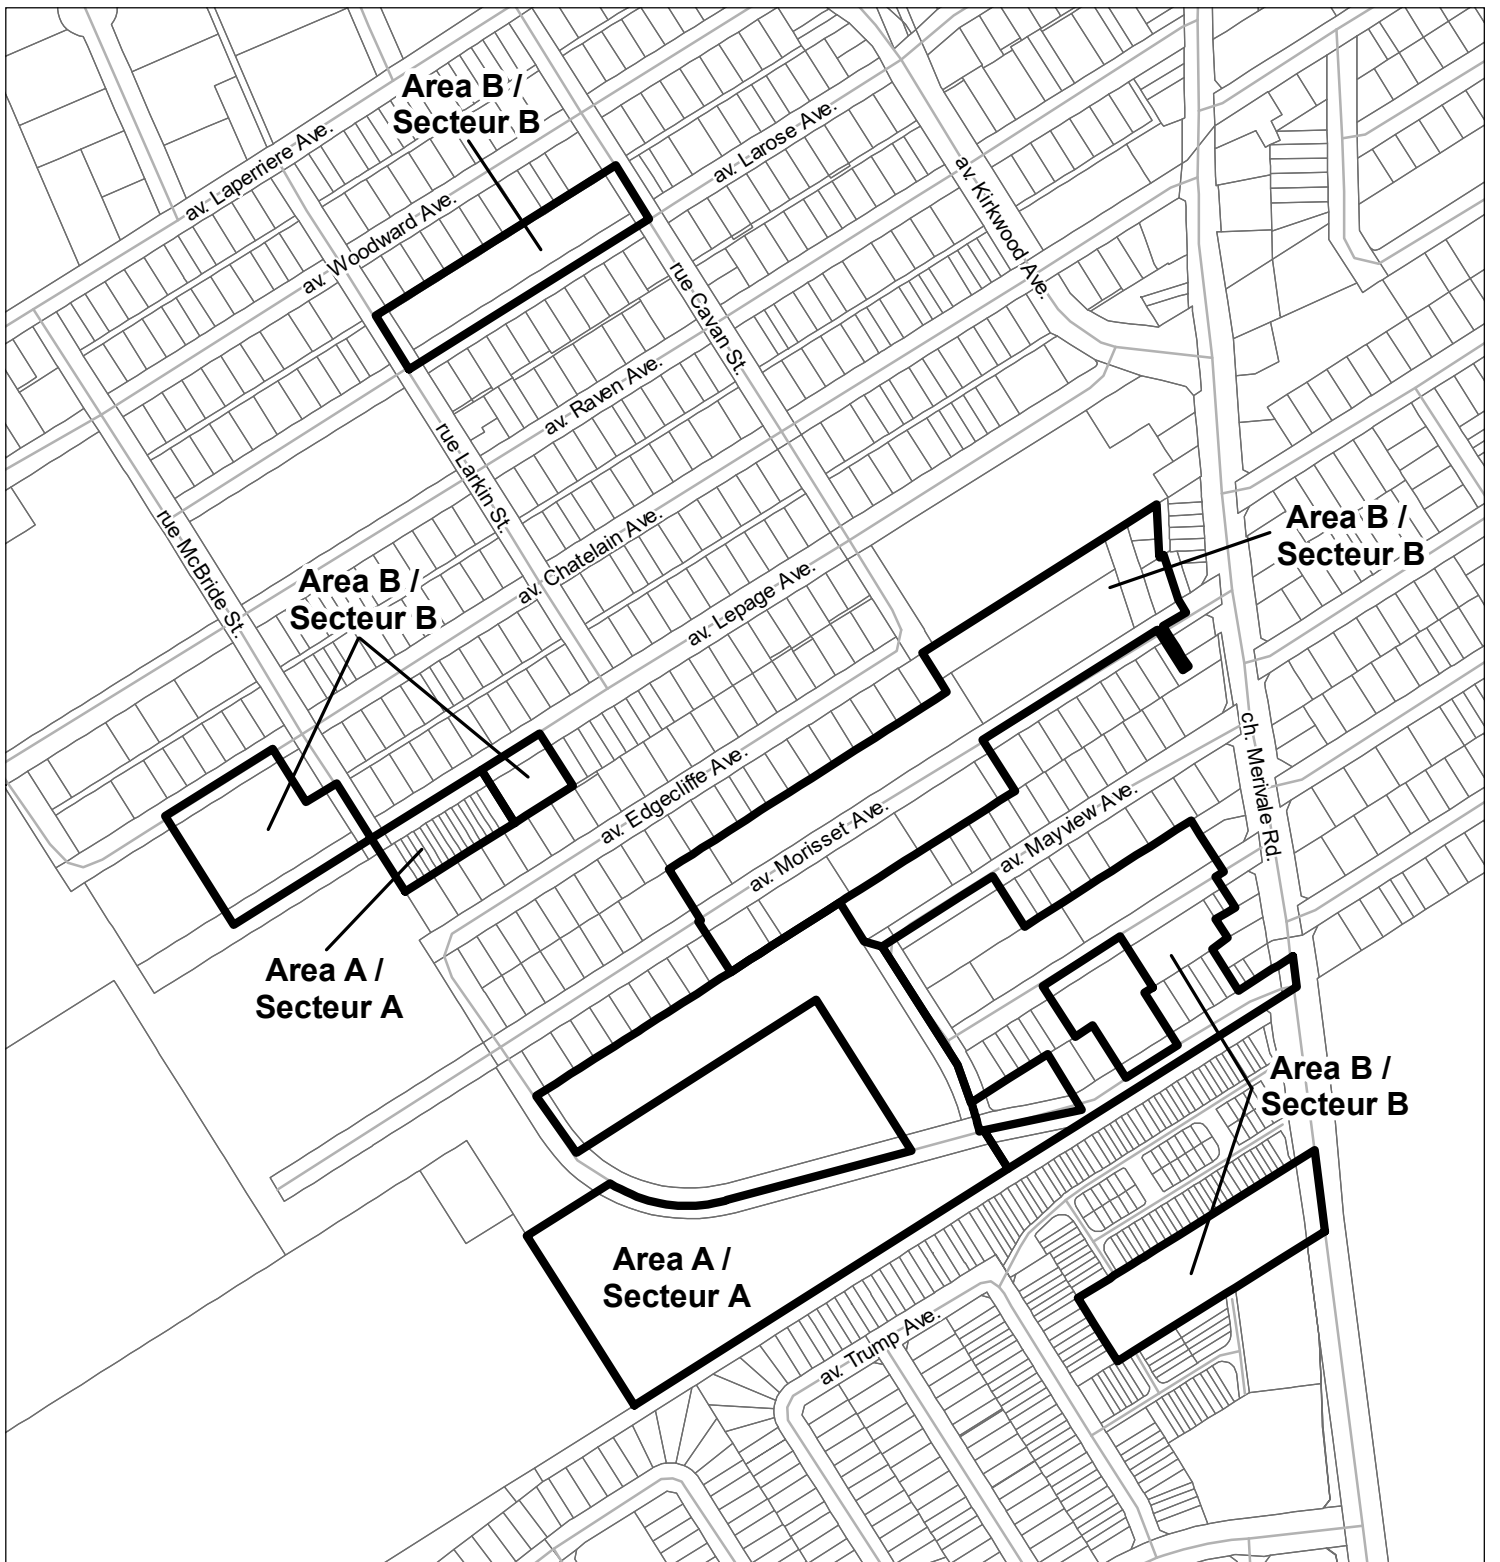 Area B /
Secteur B
av. Laperriere Ave.
av. Woodward Ave.
av. Larose Ave.
av. Kirkwood Ave.
rue Cavan St.
av. Raven Ave.
rue Larkin St.
rue McBride St.
av. Chatelain Ave.
av. Lepage Ave.
Area B /
Secteur B
Area B /
Secteur B
av. Edgecliffe Ave.
av. Morisset Ave.
av. Mayview Ave.
ch. Merivale Rd.
Area A /
Secteur A
Area B /
Secteur B
Area A /
Secteur A
av. Trump Ave.